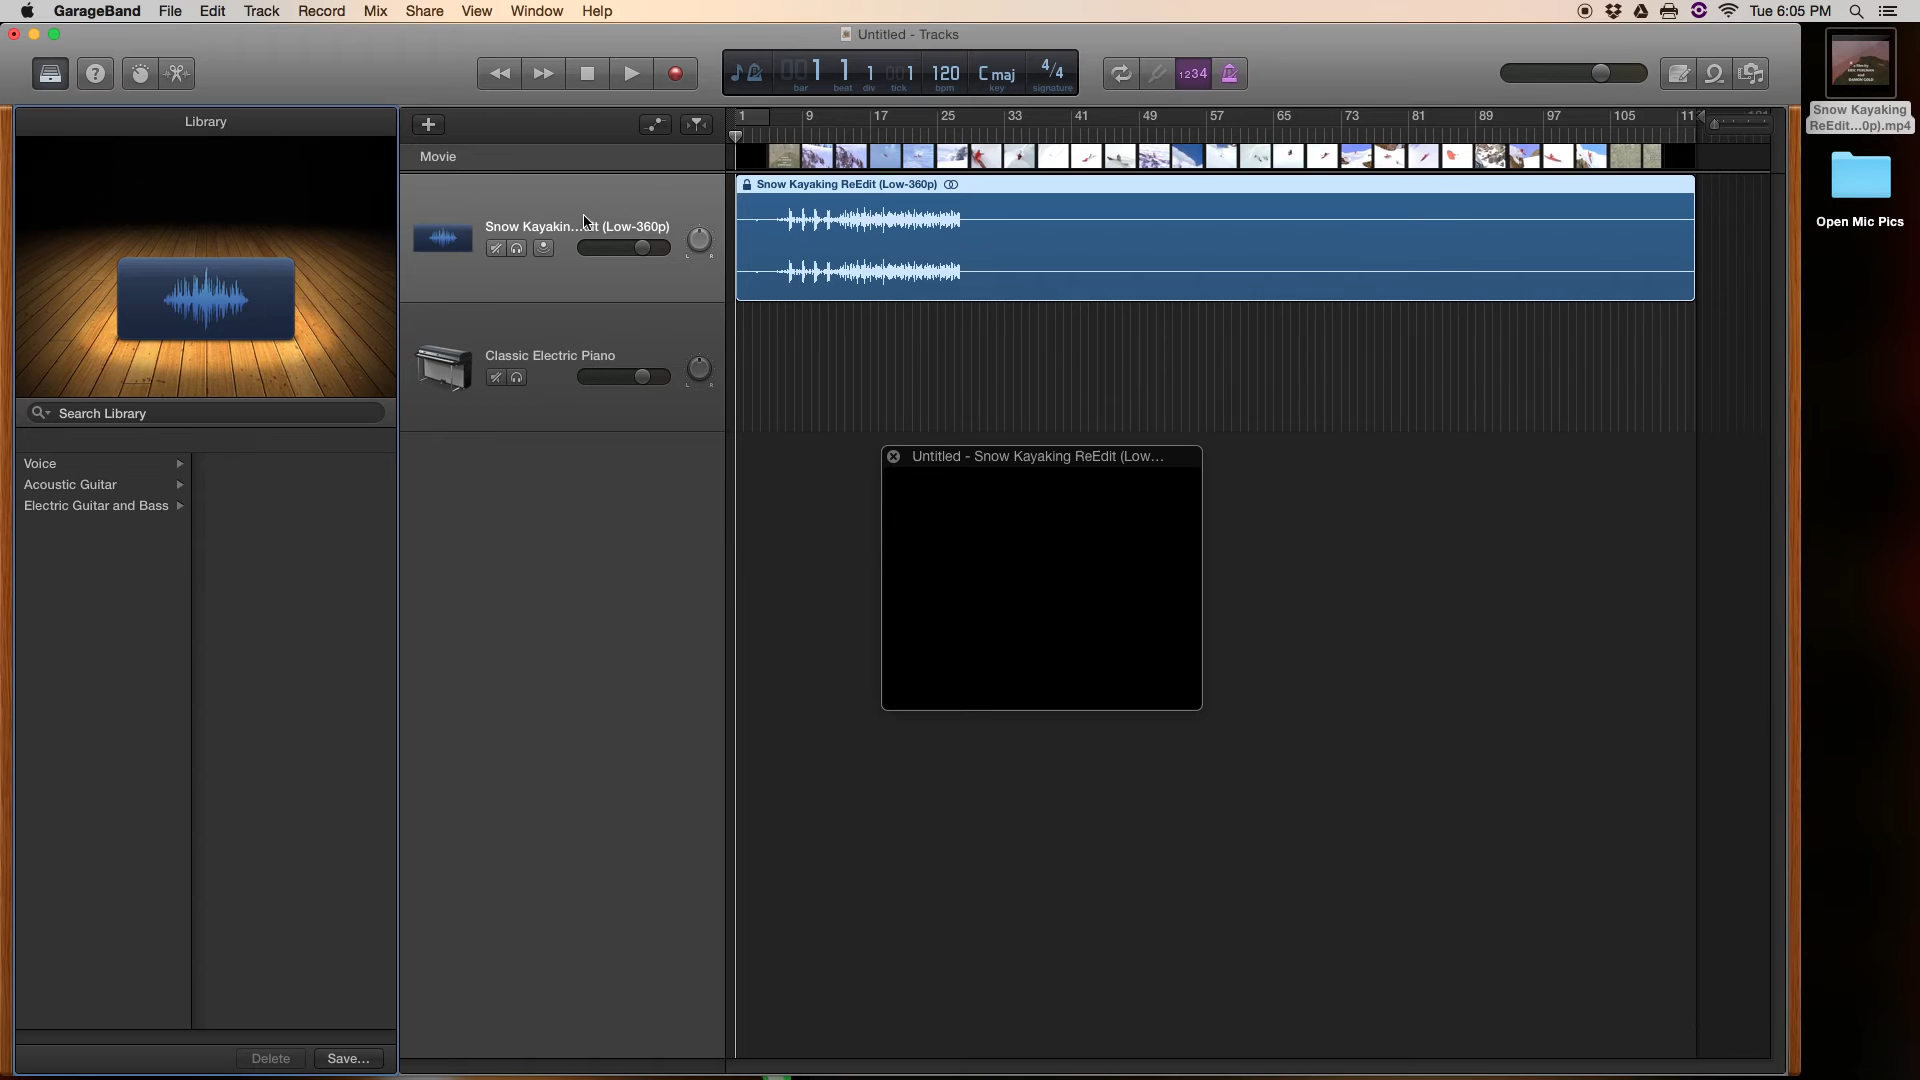 GarageBand File Edit Track Record Mix Share View Window Help Tue 6:05 PM
Untitled - Tracks
1 1 1 1 120 C maj 4/4
bar beat div tick bpm key signature
1234
Library
1 9 17 25 33 41 49 57 65 73 81 89 97 105
Movie
Snow Kayaking ReEdit (Low-360p)
Snow Kayakin...it (Low-360p)
L R
Classic Electric Piano
L R
Search Library
Voice
Acoustic Guitar
Electric Guitar and Bass
Untitled - Snow Kayaking ReEdit (Low...
Delete Save...
Snow Kayaking
ReEdit...0p).mp4
Open Mic Pics